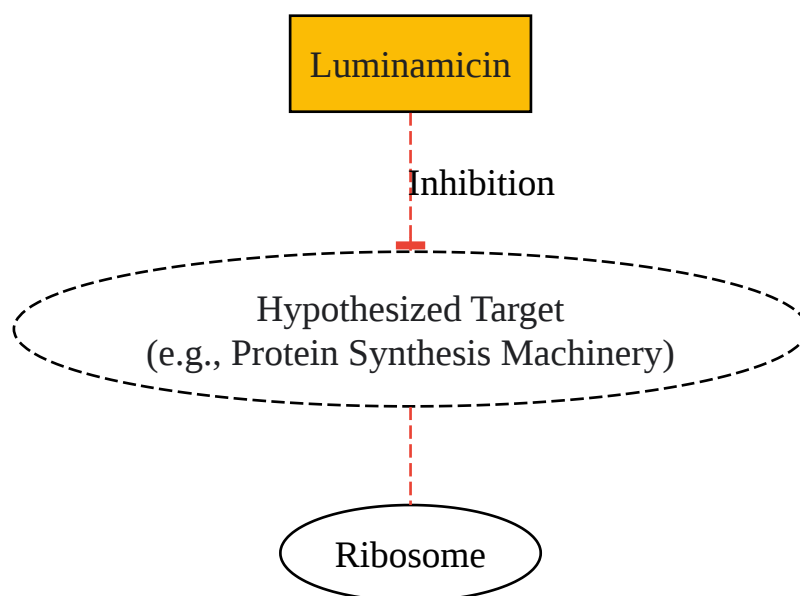 Luminamicin
Inhibition
Hypothesized Target
(e.g., Protein Synthesis Machinery)
Ribosome